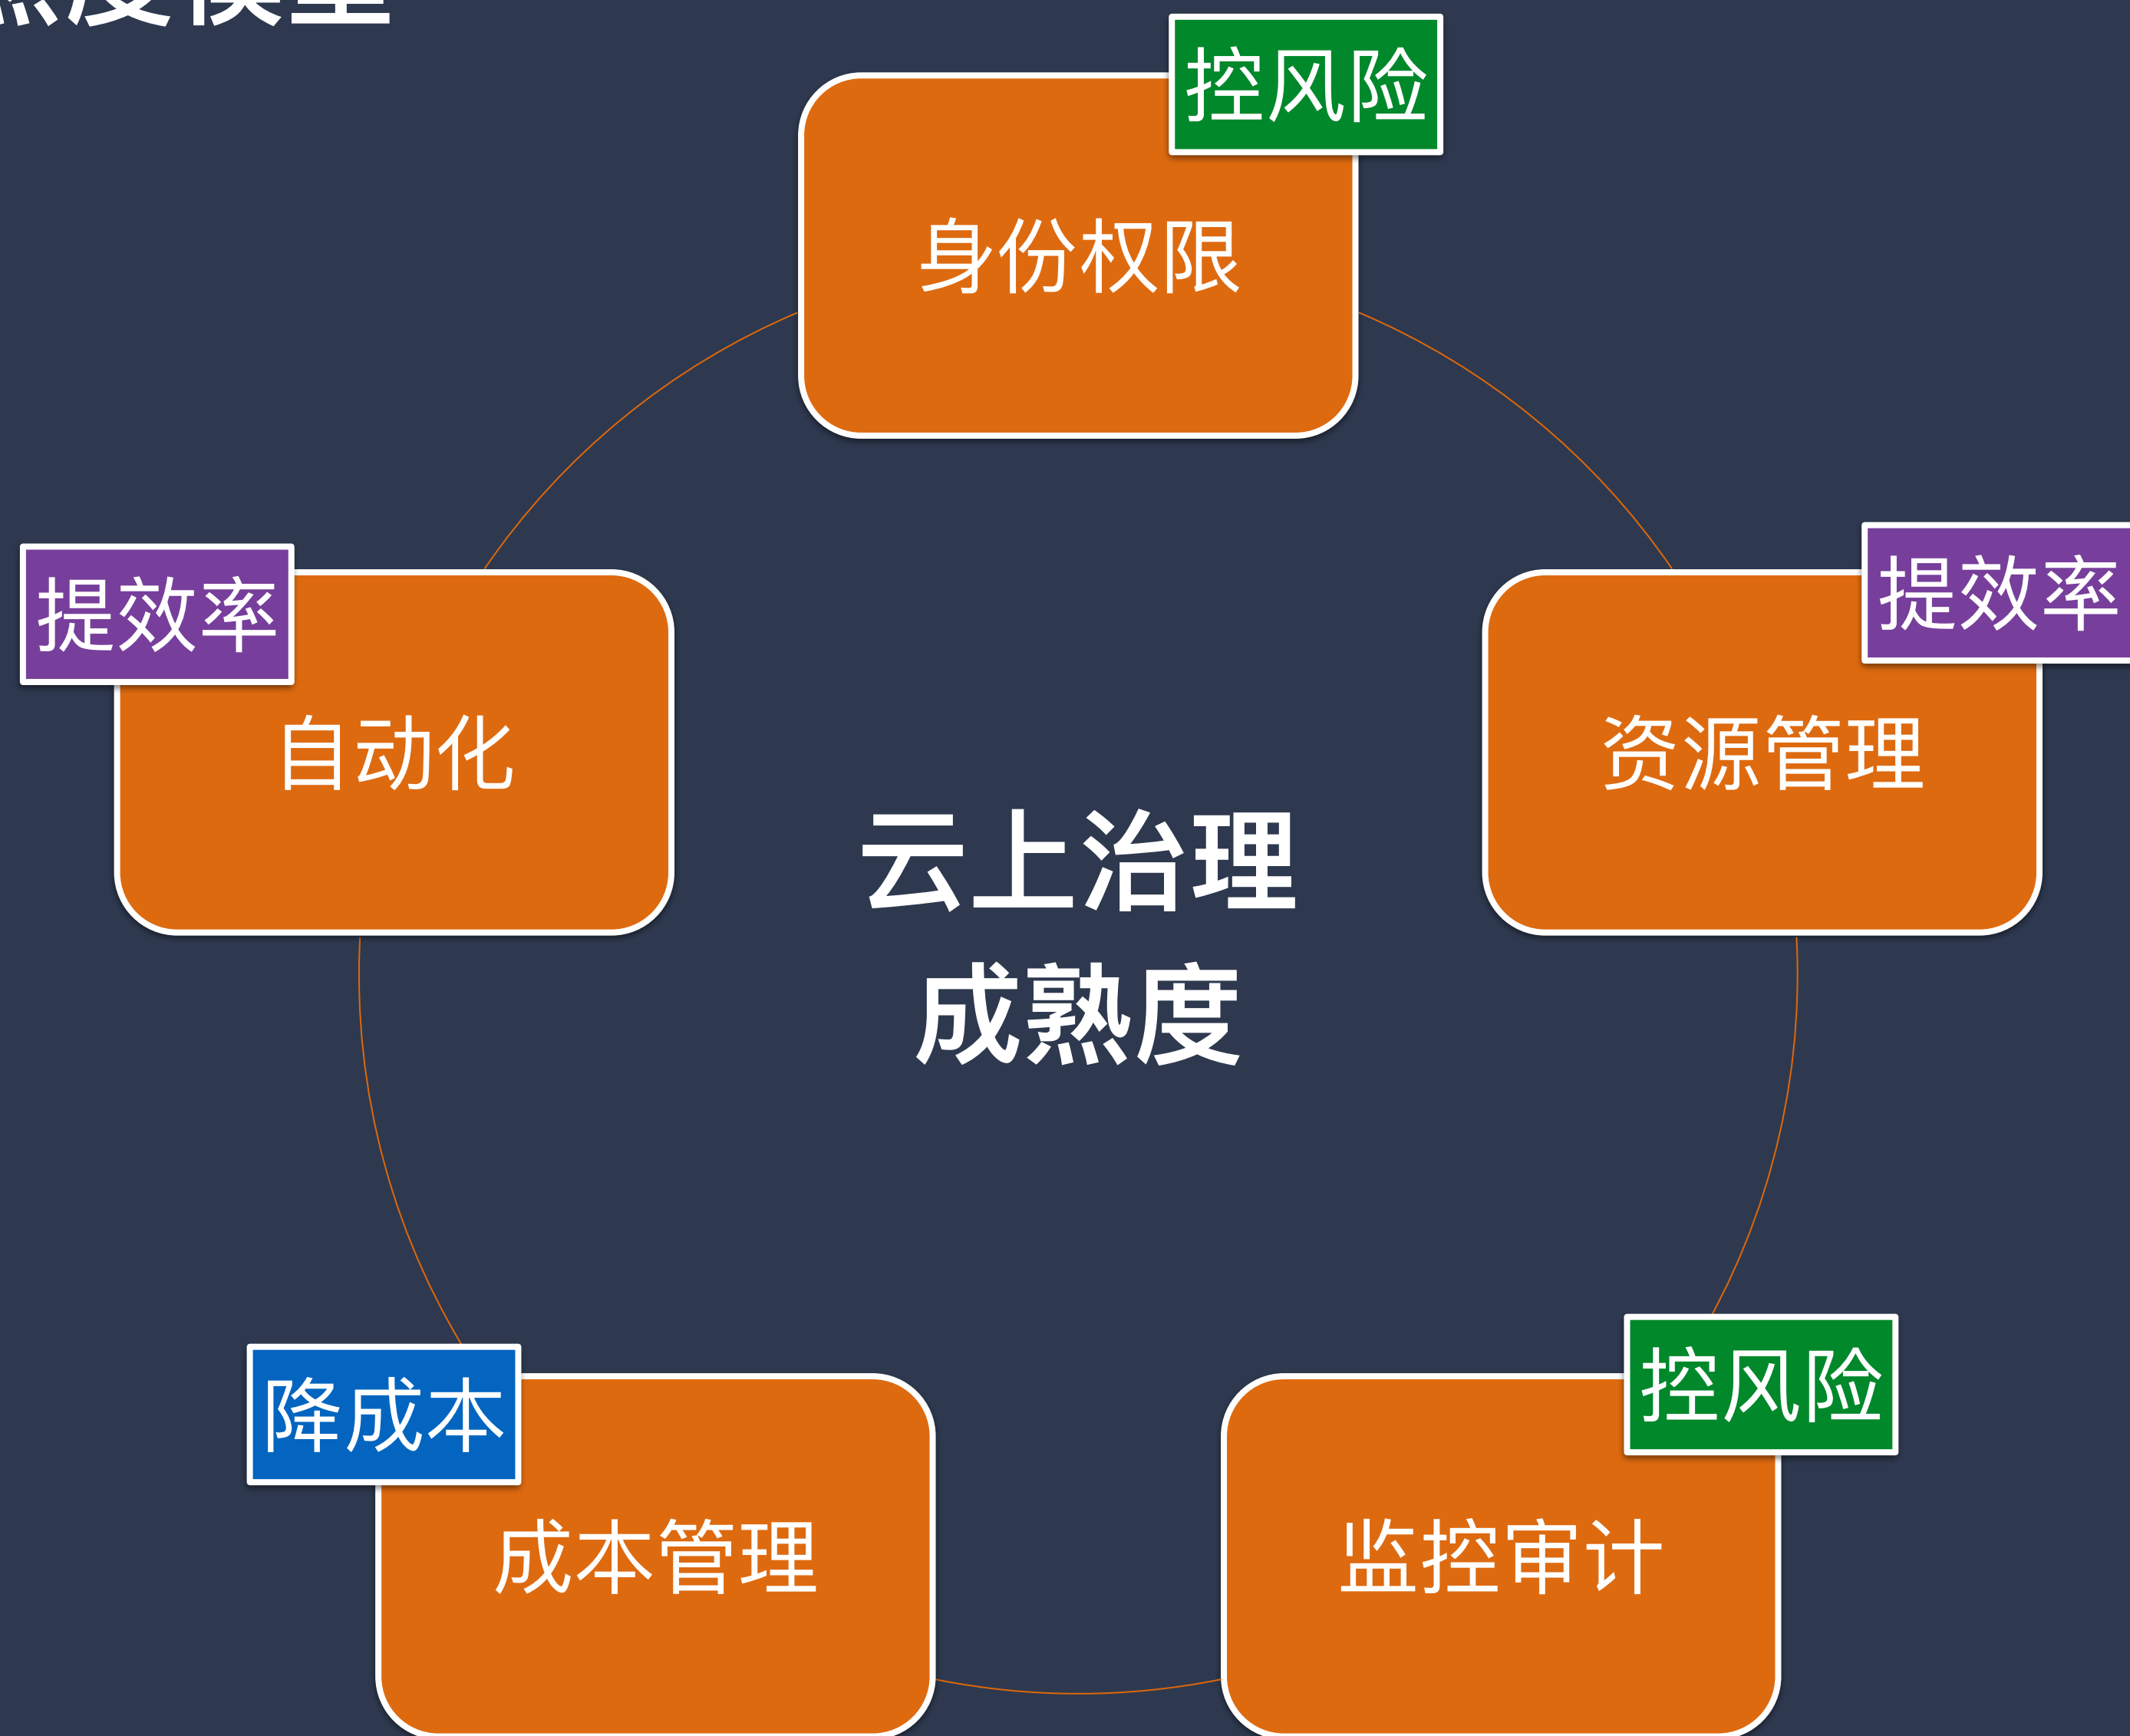 控风险
身份权限
提效率
自动化
提效率
资源管理
云上治理
成熟度
降成本
成本管理
控风险
监控审计